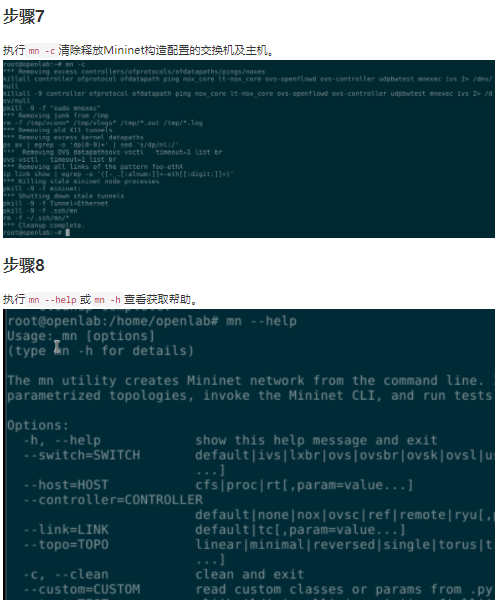 步骤7
执行 mn -c 清除释放Mininet构造配置的交换机及主机。
root@openlab:~# mn -c
*** Removing excess controllers/ofprotocols/ofdatapaths/pings/noxes
killall controller ofprotocol ofdatapath ping nox_core lt-nox_core ovs-openflowd ovs-controller udpbwtest mnexec ivs 2> /dev/
null
killall -9 controller ofprotocol ofdatapath ping nox_core lt-nox_core ovs-openflowd ovs-controller udpbwtest mnexec ivs 2> /d
ev/null
pkill -9 -f "sudo mnexec"
*** Removing junk from /tmp
rm -f /tmp/vconn* /tmp/vlogs* /tmp/*.out /tmp/*.log
*** Removing old X11 tunnels
*** Removing excess kernel datapaths
ps ax | egrep -o 'dp[0-9]+' | sed 's/dp/nl:/'
*** Removing OVS datapathsovs-vsctl --timeout=1 list-br
ovs-vsctl --timeout=1 list-br
*** Removing all links of the pattern foo-ethX
ip link show | egrep -o '([-_.[:alnum:]]+-eth[[:digit:]]+)'
*** Killing stale mininet node processes
pkill -9 -f mininet:
*** Shutting down stale tunnels
pkill -9 -f Tunnel=Ethernet
pkill -9 -f .ssh/mn
rm -f ~/.ssh/mn/*
*** Cleanup complete.
root@openlab:~#
步骤8
执行 mn --help 或 mn -h 查看获取帮助。
root@openlab:/home/openlab# mn --help
Usage: mn [options]
(type mn -h for details)
The mn utility creates Mininet network from the command line.
parametrized topologies, invoke the Mininet CLI, and run tests
Options:
-h, --help show this help message and exit
--switch=SWITCH default|ivs|lxbr|ovs|ovsbr|ovsk|ovsl|us
...]
--host=HOST cfs|proc|rt[,param=value...]
--controller=CONTROLLER
default|none|nox|ovsc|ref|remote|ryu[,p
--link=LINK default|tc[,param=value...]
--topo=TOPO linear|minimal|reversed|single|torus|t
...]
-c, --clean clean and exit
--custom=CUSTOM read custom classes or params from .py